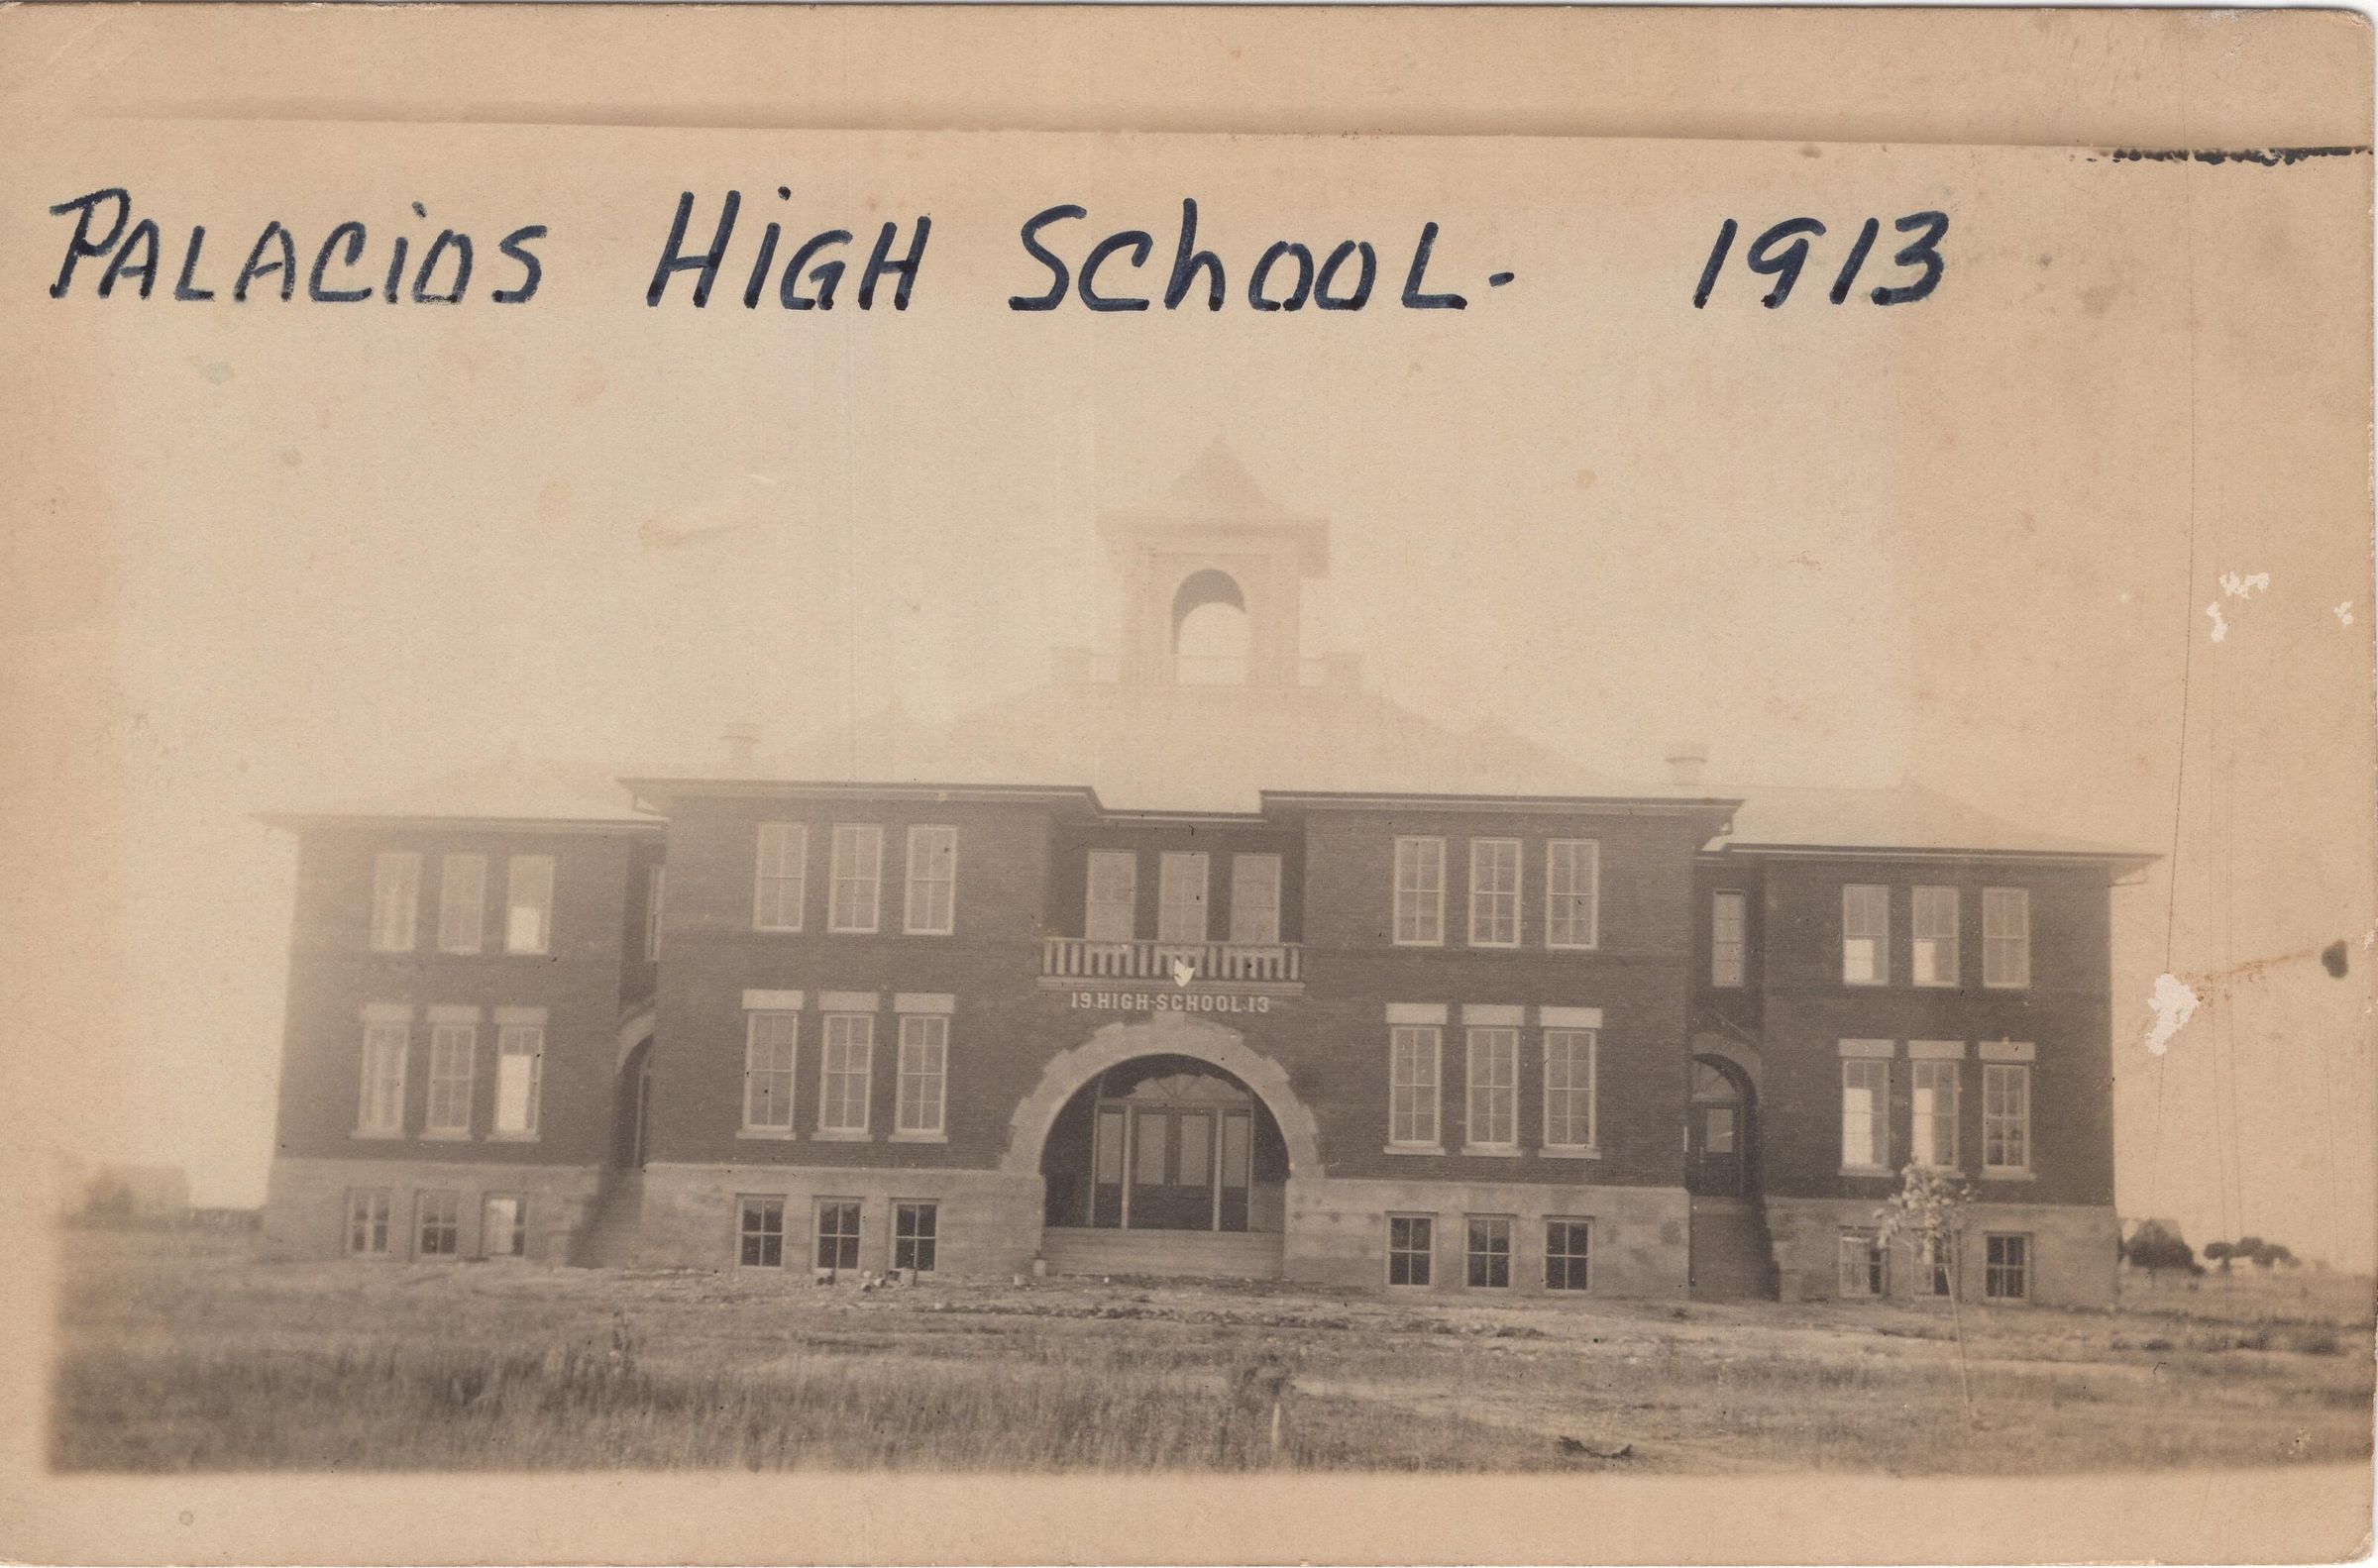 PALACiOS HiGH SChOOL- 1913
19.HIGH-SCHOOL.13